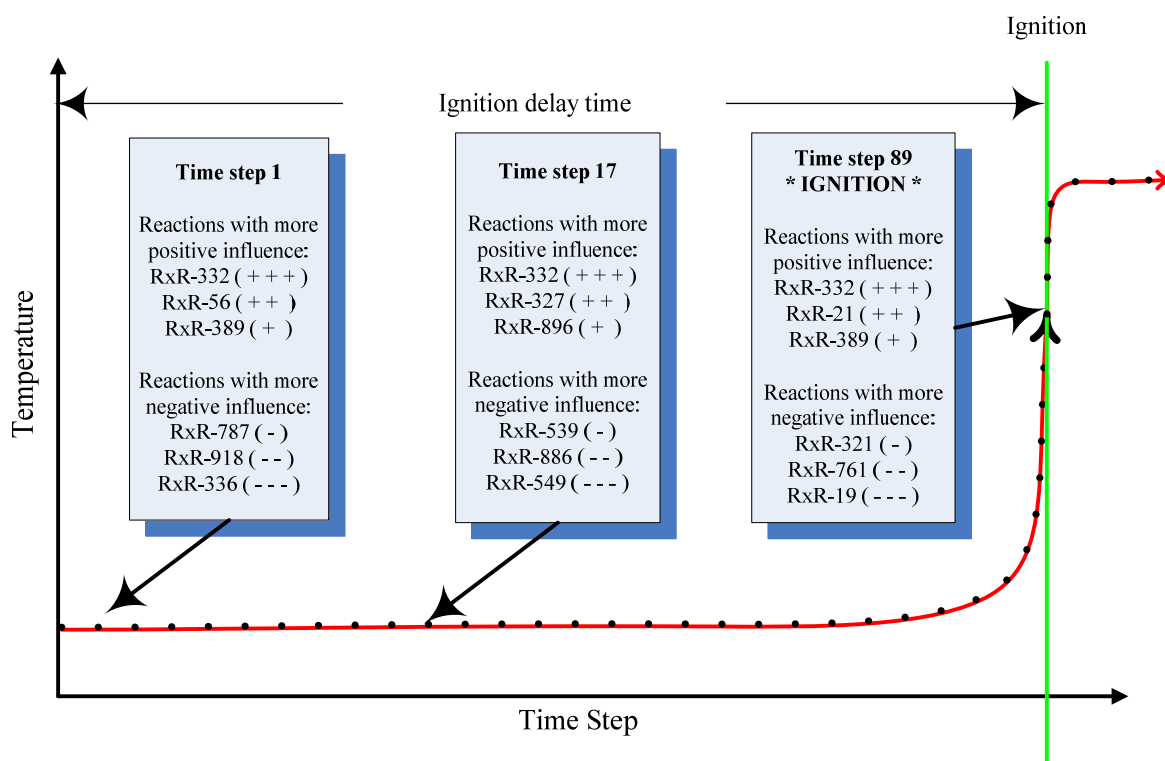 Ignition
Ignition delay time
Temperature
Time step 1
Reactions with more
positive influence:
RxR-332 ( + + + )
RxR-56 ( + + )
RxR-389 ( + )
Reactions with more
negative influence:
RxR-787 ( - )
RxR-918 ( - - )
RxR-336 ( - - - )
Time step 17
Reactions with more
positive influence:
RxR-332 ( + + + )
RxR-327 ( + + )
RxR-896 ( + )
Reactions with more
negative influence:
RxR-539 ( - )
RxR-886 ( - - )
RxR-549 ( - - - )
Time step 89
* IGNITION *
Reactions with more
positive influence:
RxR-332 ( + + + )
RxR-21 ( + + )
RxR-389 ( + )
Reactions with more
negative influence:
RxR-321 ( - )
RxR-761 ( - - )
RxR-19 ( - - - )
Time Step